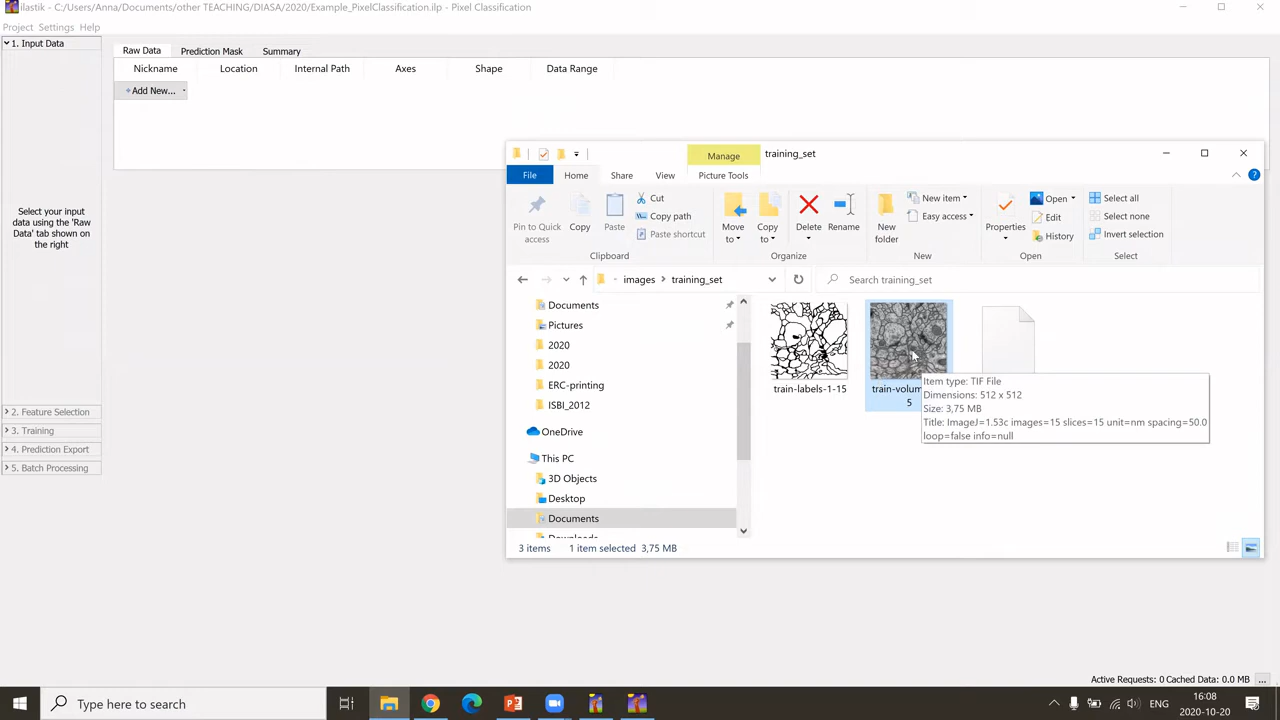 ilastik - C:/Users/Anna/Documents/other TEACHING/DIASA/2020/Example_PixelClassification.ilp - Pixel Classification
Project Settings Help
1. Input Data
Raw Data Prediction Mask Summary
Nickname Location Internal Path Axes Shape Data Range
+Add New...
Select your input
data using the 'Raw
Data' tab shown on
the right
2. Feature Selection
3. Training
4. Prediction Export
5. Batch Processing
Manage training_set
File Home Share View Picture Tools
Pin to Quick
access
Copy
Paste
Cut
Copy path
Paste shortcut
Clipboard
Move
to
Copy
to
Delete
Rename
Organize
New
folder
New item
Easy access
New
Properties
Open
Edit
History
Open
Select all
Select none
Invert selection
Select
images > training_set
Search training_set
Documents
Pictures
2020
2020
ERC-printing
ISBI_2012
OneDrive
This PC
3D Objects
Desktop
Documents
train-labels-1-15
train-volum
5
Item type: TIF File
Dimensions: 512 x 512
Size: 3,75 MB
Title: ImageJ=1.53c images=15 slices=15 unit=nm spacing=50.0
loop=false info=null
3 items 1 item selected 3,75 MB
Active Requests: 0 Cached Data: 0.0 MB ...
Type here to search
ENG
16:08
2020-10-20